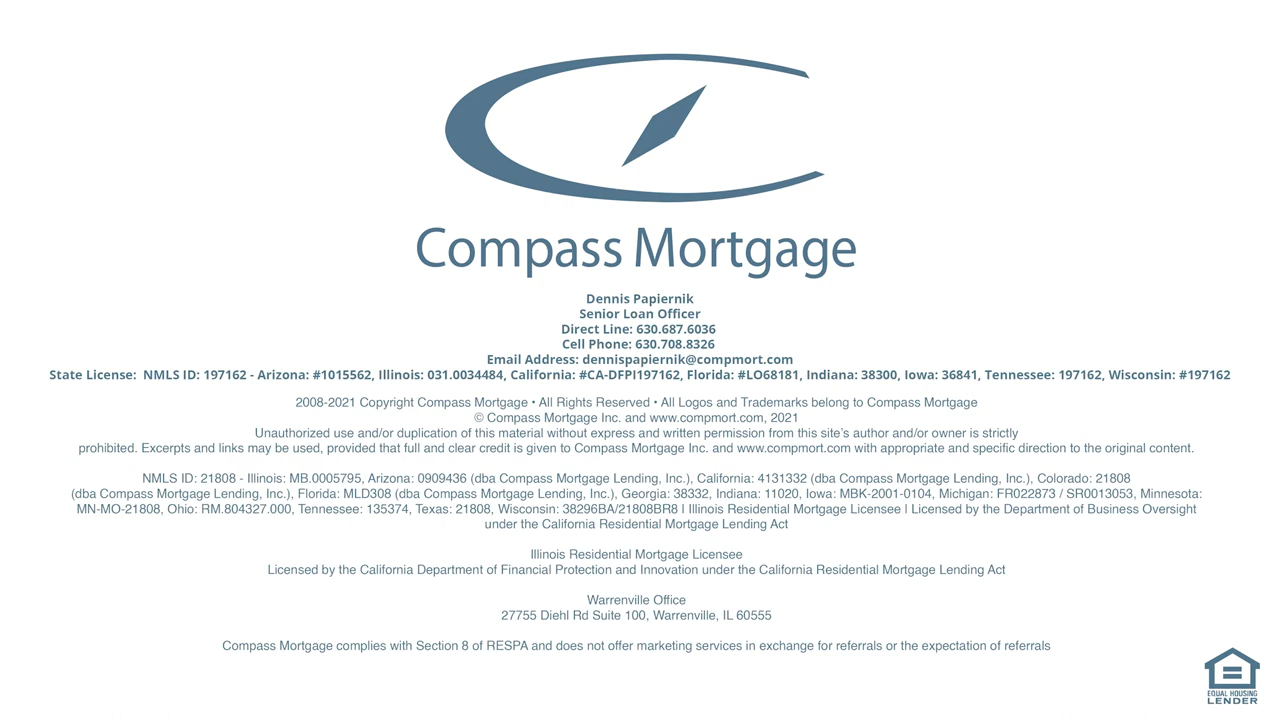 Compass Mortgage
Dennis Papiernik
Senior Loan Officer
Direct Line: 630.687.6036
Cell Phone: 630.708.8326
Email Address: dennispapiernik@compmort.com
State License:  NMLS ID: 197162 - Arizona: #1015562, Illinois: 031.0034484, California: #CA-DFPI197162, Florida: #LO68181, Indiana: 38300, Iowa: 36841, Tennessee: 197162, Wisconsin: #197162
2008-2021 Copyright Compass Mortgage • All Rights Reserved • All Logos and Trademarks belong to Compass Mortgage
© Compass Mortgage Inc. and www.compmort.com, 2021
Unauthorized use and/or duplication of this material without express and written permission from this site's author and/or owner is strictly
prohibited. Excerpts and links may be used, provided that full and clear credit is given to Compass Mortgage Inc. and www.compmort.com with appropriate and specific direction to the original content.
NMLS ID: 21808 - Illinois: MB.0005795, Arizona: 0909436 (dba Compass Mortgage Lending, Inc.), California: 4131332 (dba Compass Mortgage Lending, Inc.), Colorado: 21808
(dba Compass Mortgage Lending, Inc.), Florida: MLD308 (dba Compass Mortgage Lending, Inc.), Georgia: 38332, Indiana: 11020, Iowa: MBK-2001-0104, Michigan: FR022873 / SR0013053, Minnesota:
MN-MO-21808, Ohio: RM.804327.000, Tennessee: 135374, Texas: 21808, Wisconsin: 38296BA/21808BR8 | Illinois Residential Mortgage Licensee | Licensed by the Department of Business Oversight
under the California Residential Mortgage Lending Act
Illinois Residential Mortgage Licensee
Licensed by the California Department of Financial Protection and Innovation under the California Residential Mortgage Lending Act
Warrenville Office
27755 Diehl Rd Suite 100, Warrenville, IL 60555
Compass Mortgage complies with Section 8 of RESPA and does not offer marketing services in exchange for referrals or the expectation of referrals
EQUAL HOUSING
LENDER